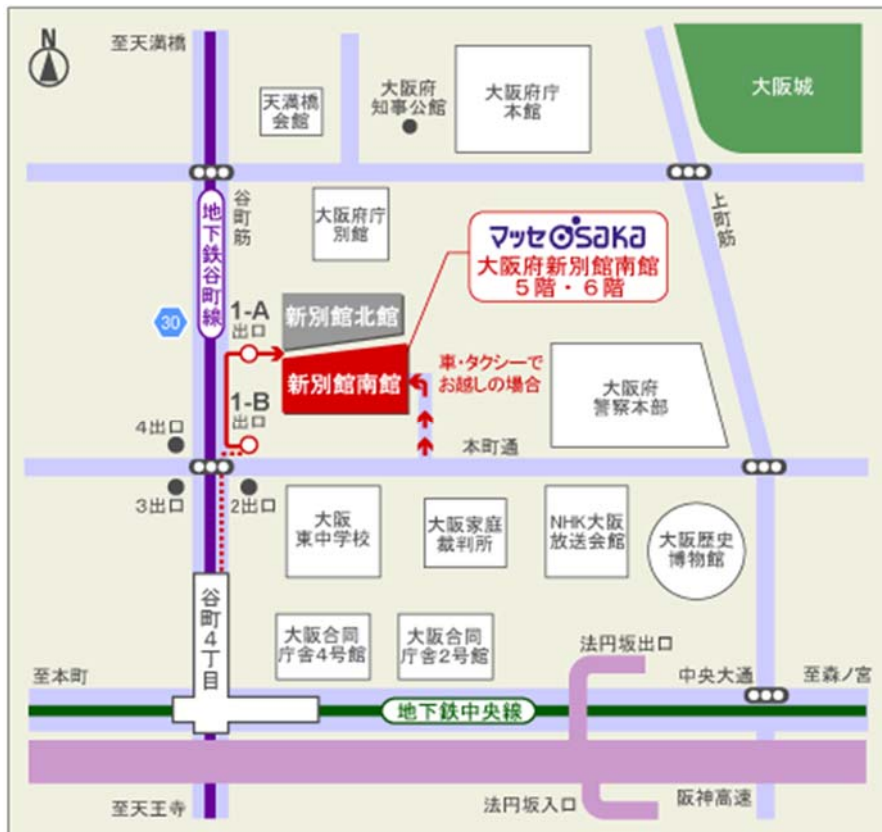 N
至天満橋
天満橋
会館
大阪府
知事公館
大阪府庁
本館
大阪城
谷町筋
大阪府庁
別館
上町筋
地下鉄谷町線
マッセOSaKa
大阪府新別館南館
5階・6階
30
1-A
出口
新別館北館
新別館南館
車・タクシーで
お越しの場合
大阪府
警察本部
1-B
出口
4出口
本町通
3出口
2出口
大阪
東中学校
大阪家庭
裁判所
NHK大阪
放送会館
大阪歴史
博物館
谷町4丁目
大阪合同
庁舎4号館
大阪合同
庁舎2号館
法円坂出口
至本町
中央大通
至森ノ宮
地下鉄中央線
至天王寺
法円坂入口
阪神高速